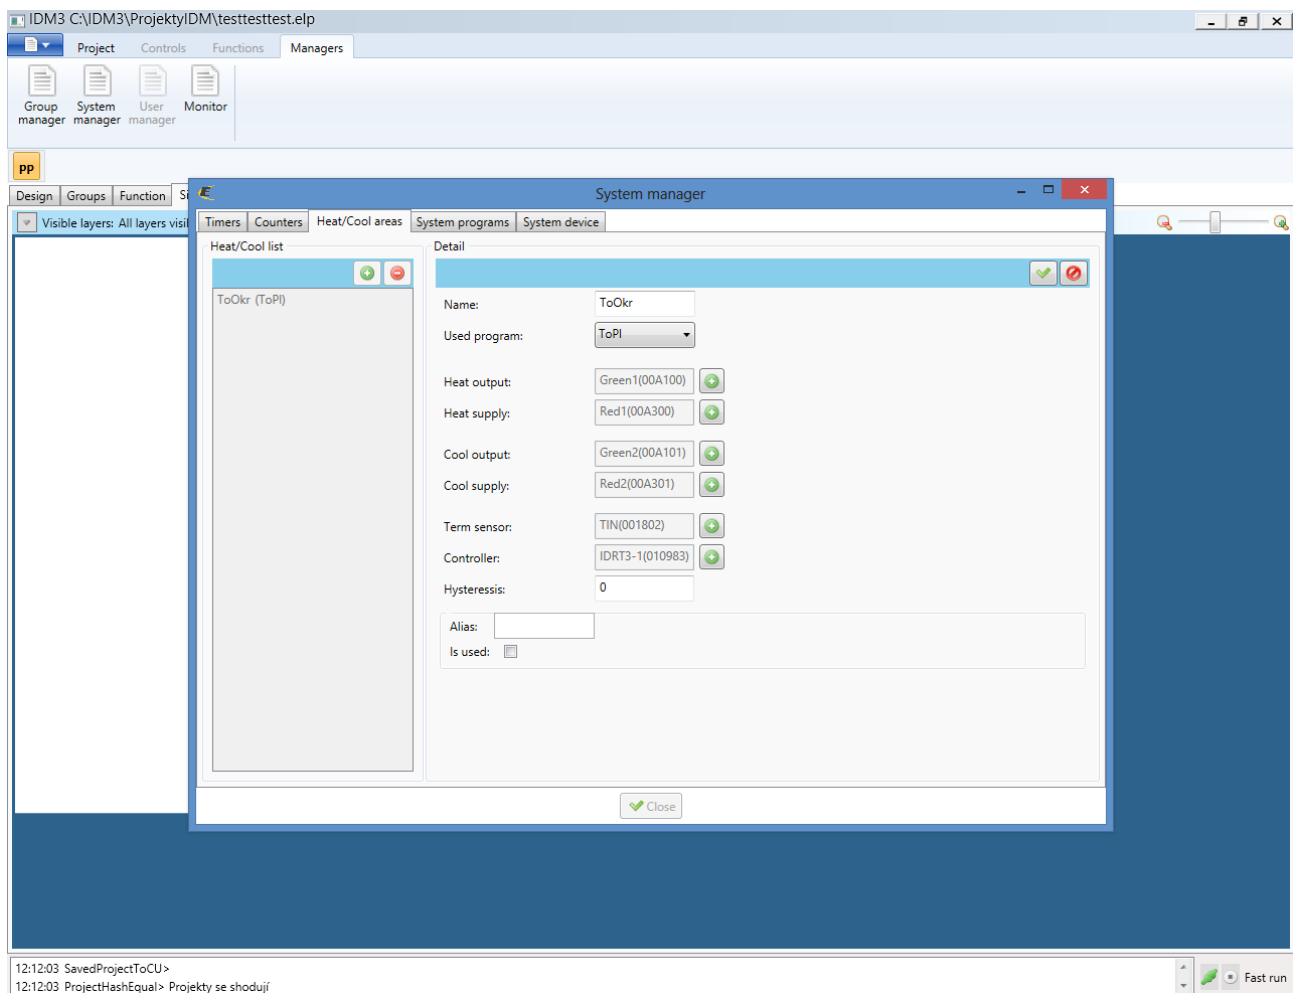 IDM3 C:\IDM3\ProjektyIDM\testtesttest.elp
Project Controls Functions Managers
Group manager System manager User manager Monitor
pp
Design Groups Function Si
Visible layers: All layers visi
System manager
Timers Counters Heat/Cool areas System programs System device
Heat/Cool list
Detail
ToOkr (ToPl)
Name: ToOkr
Used program: ToPl
Heat output: Green1(00A100)
Heat supply: Red1(00A300)
Cool output: Green2(00A101)
Cool supply: Red2(00A301)
Term sensor: TIN(001802)
Controller: IDRT3-1(010983)
Hysteressis: 0
Alias:
Is used:
Close
12:12:03 SavedProjectToCU>
12:12:03 ProjectHashEqual> Projekty se shodují
Fast run